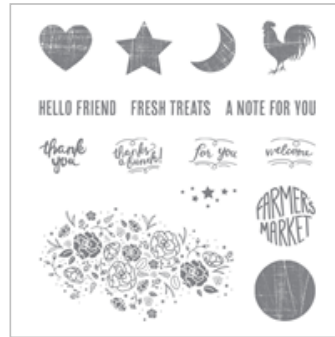 HELLO FRIEND FRESH TREATS A NOTE FOR YOU
thank you
thanks a bunch!
for you
welcome
FARMERS
MARKET